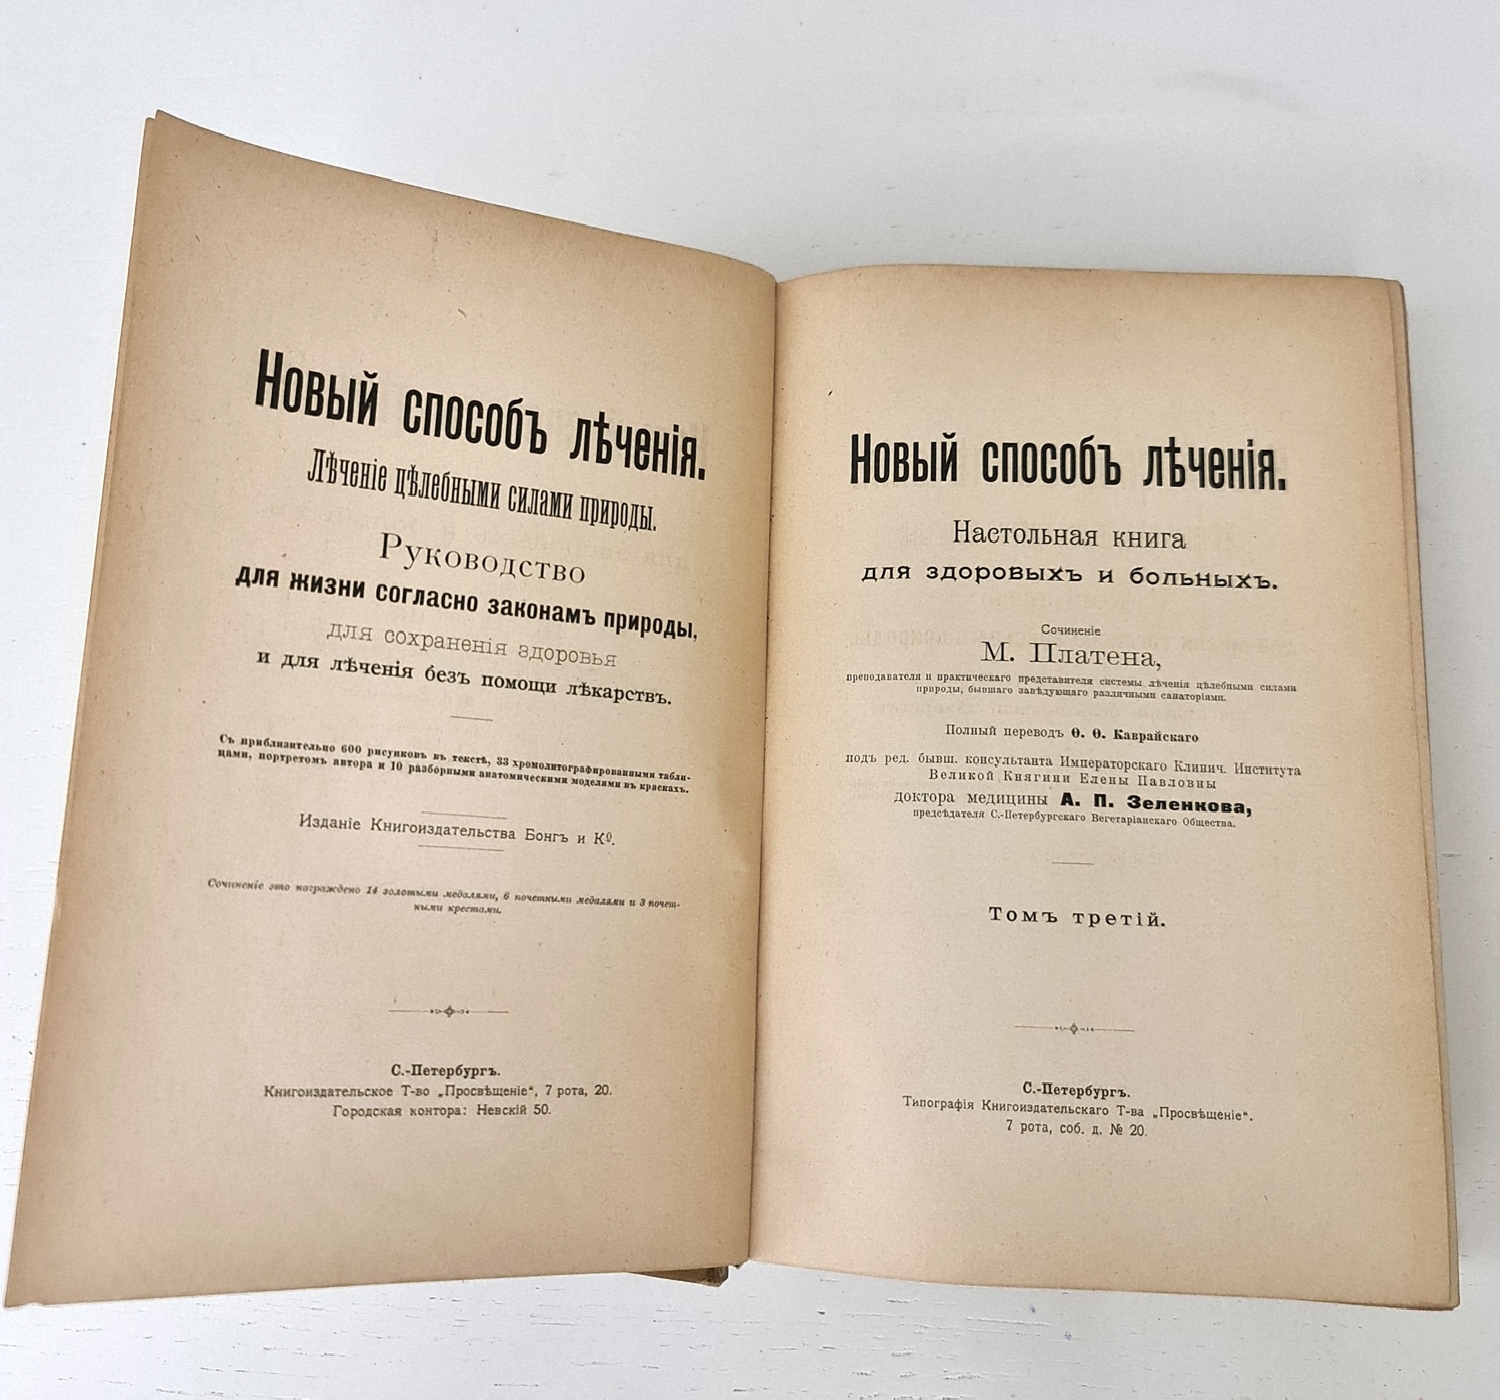 Новый способъ лѣченія.
Лѣченіе цѣлебными силами природы.
Руководство
для жизни согласно законамъ природы,
для сохраненія здоровья
и для лѣченія безъ помощи лѣкарствъ.
Съ приблизительно 600 рисунковъ въ текстѣ, 33 хромолитографированными табли-
цами, портретомъ автора и 10 разборными анатомическими моделями въ краскахъ.
Изданіе Книгоиздательства Бонгъ и Кº.
Сочиненіе это награждено 14 золотыми медалями, 6 почетными медалями и 3 почет-
ными крестами.
С.-Петербургъ.
Книгоиздательское Т-во „Просвѣщеніе“, 7 рота, 20.
Городская контора: Невскій 50.
Новый способъ лѣченія.
Настольная книга
для здоровыхъ и больныхъ.
Сочиненіе
М. Платена,
преподавателя и практическаго представителя системы лѣченія цѣлебными силами
природы, бывшаго завѣдующаго различными санаторіями.
Полный переводъ Ѳ. Ѳ. Каврайскаго
подъ ред. бывш. консультанта Императорскаго Клинич. Института
Великой Княгини Елены Павловны
доктора медицины А. П. Зеленкова,
предсѣдателя С.-Петербургскаго Вегетаріанскаго Общества.
Томъ третій.
С.-Петербургъ.
Типографія Книгоиздательскаго Т-ва „Просвѣщеніе“.
7 рота, соб. д. № 20.